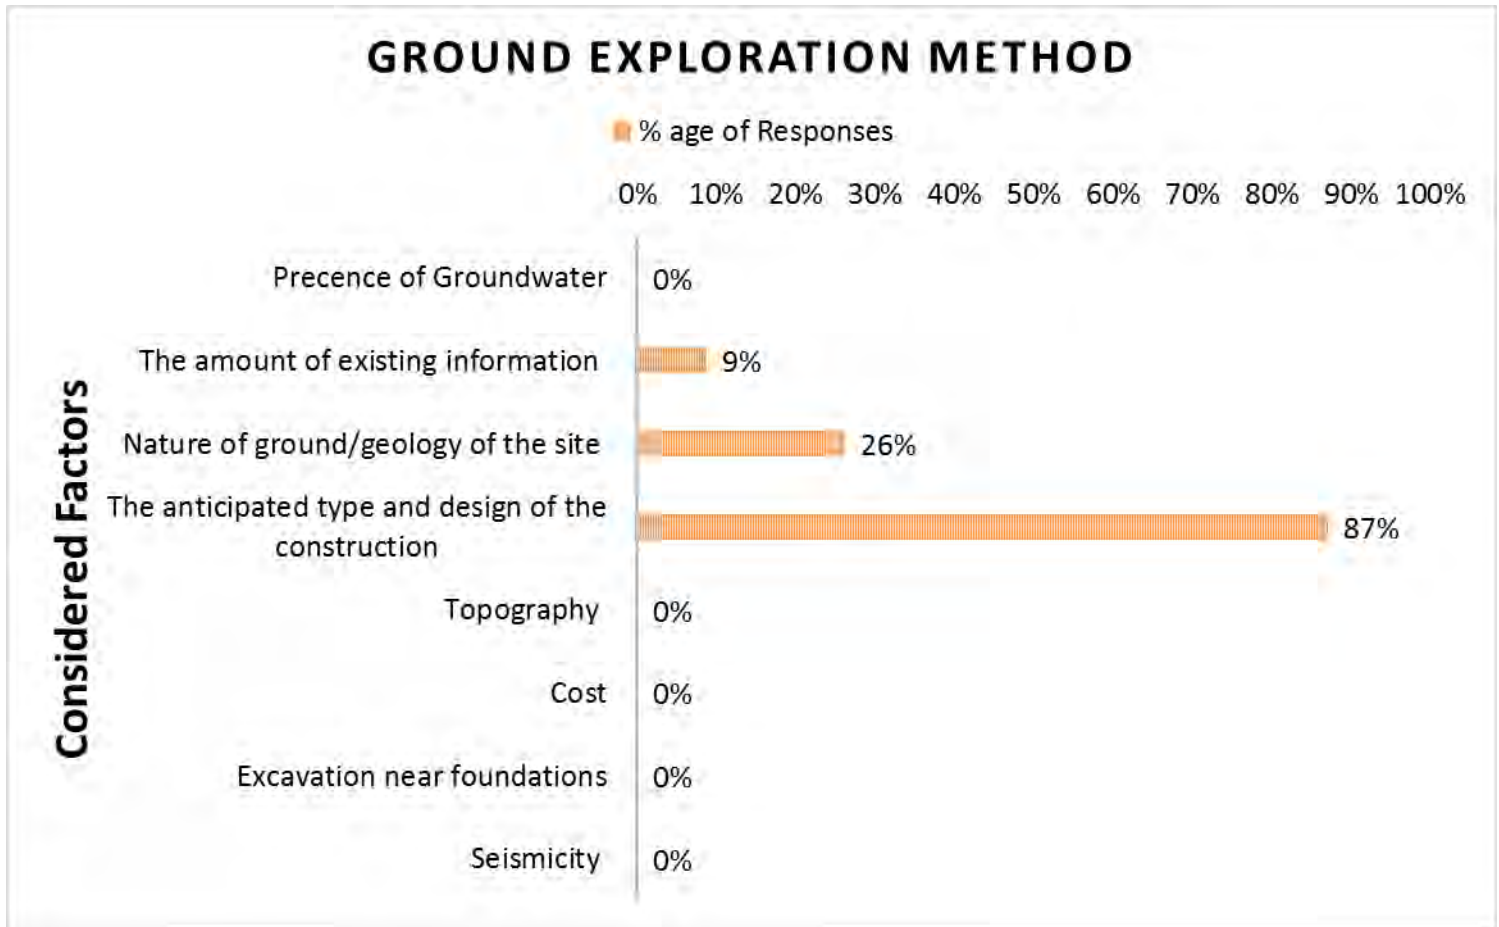 GROUND EXPLORATION METHOD
% age of Responses
0% 10% 20% 30% 40% 50% 60% 70% 80% 90% 100%
Considered Factors
Precence of Groundwater 0%
The amount of existing information 9%
Nature of ground/geology of the site 26%
The anticipated type and design of the
construction 87%
Topography 0%
Cost 0%
Excavation near foundations 0%
Seismicity 0%